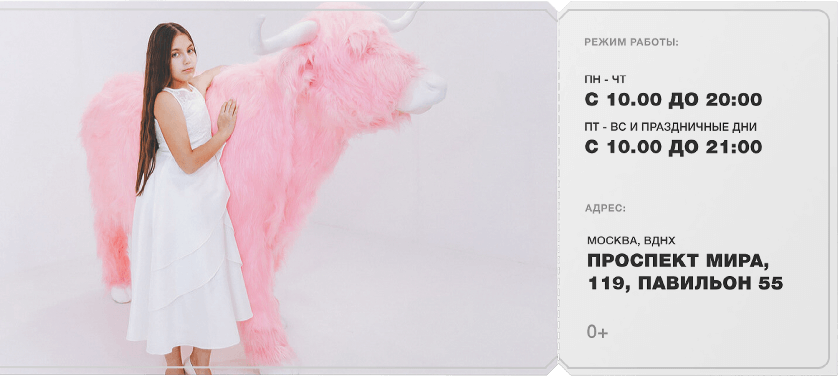 РЕЖИМ РАБОТЫ:
ПН - ЧТ
С 10.00 ДО 20:00
ПТ - ВС И ПРАЗДНИЧНЫЕ ДНИ
С 10.00 ДО 21:00
АДРЕС:
МОСКВА, ВДНХ
ПРОСПЕКТ МИРА,
119, ПАВИЛЬОН 55
0+